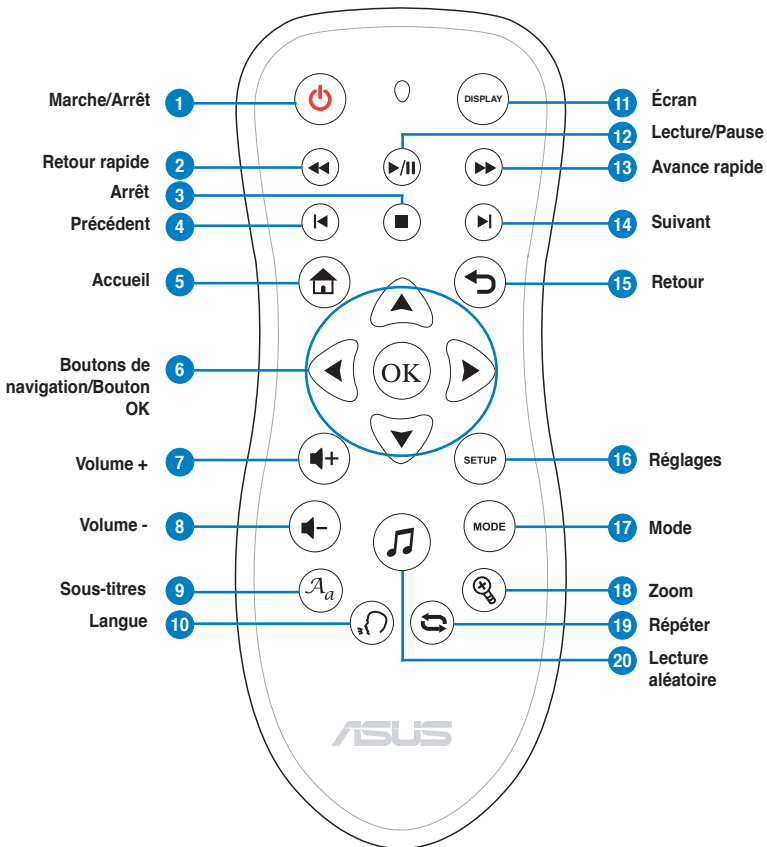 Marche/Arrêt 1
DISPLAY
11 Écran
12 Lecture/Pause
Retour rapide 2
13 Avance rapide
Arrêt 3
Précédent 4
14 Suivant
Accueil 5
15 Retour
Boutons de
navigation/Bouton
OK
6
OK
Volume + 7
SETUP
16 Réglages
Volume - 8
MODE
17 Mode
Sous-titres 9
Aa
18 Zoom
Langue 10
19 Répéter
20 Lecture
aléatoire
ASUS